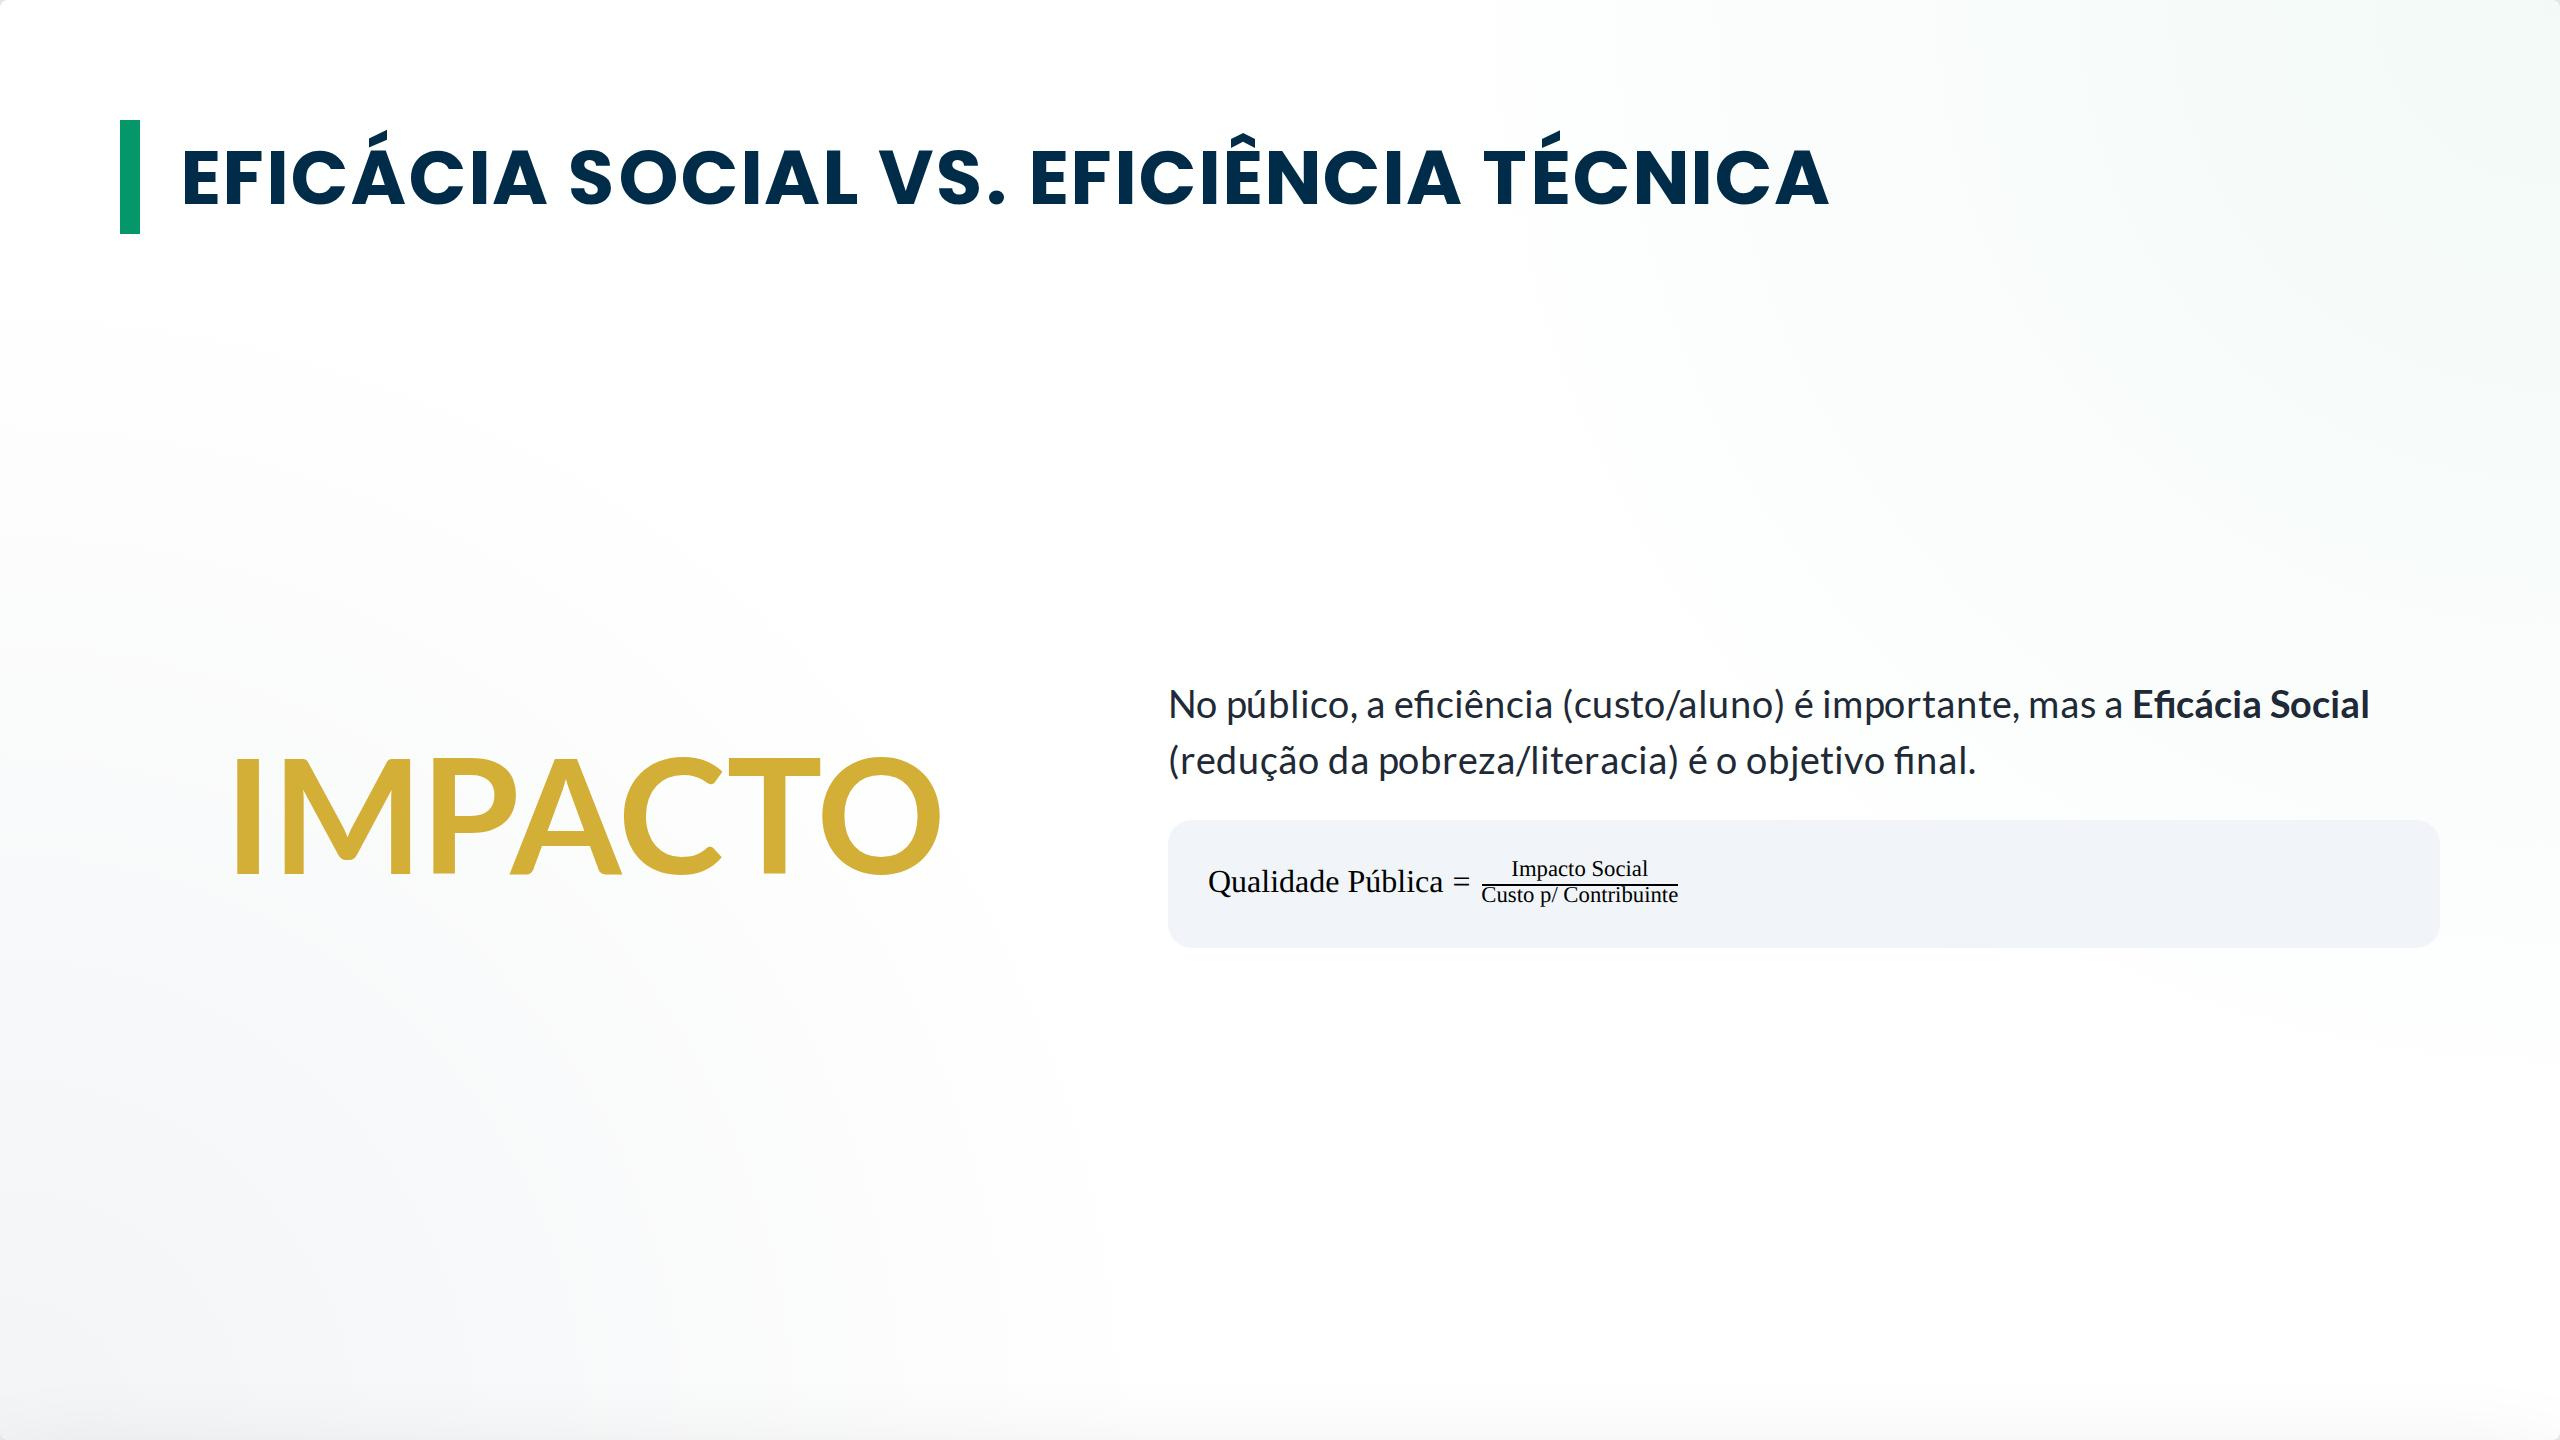 EFICÁCIA SOCIAL VS. EFICIÊNCIA TÉCNICA
IMPACTO
No público, a eficiência (custo/aluno) é importante, mas a Eficácia Social
(redução da pobreza/literacia) é o objetivo final.
Qualidade Pública = Impacto Social
Custo p/ Contribuinte